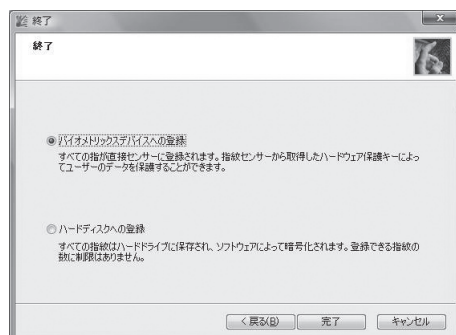 終了
終了
バイオメトリックスデバイスへの登録
すべての指が直接センサーに登録されます。指紋センサーから取得したハードウェア保護キーによっ
てユーザーのデータを保護することができます。
ハードディスクへの登録
すべての指紋はハードドライブに保存され、ソフトウェアによって暗号化されます。登録できる指紋の
数に制限はありません。
< 戻る(B) 完了 キャンセル